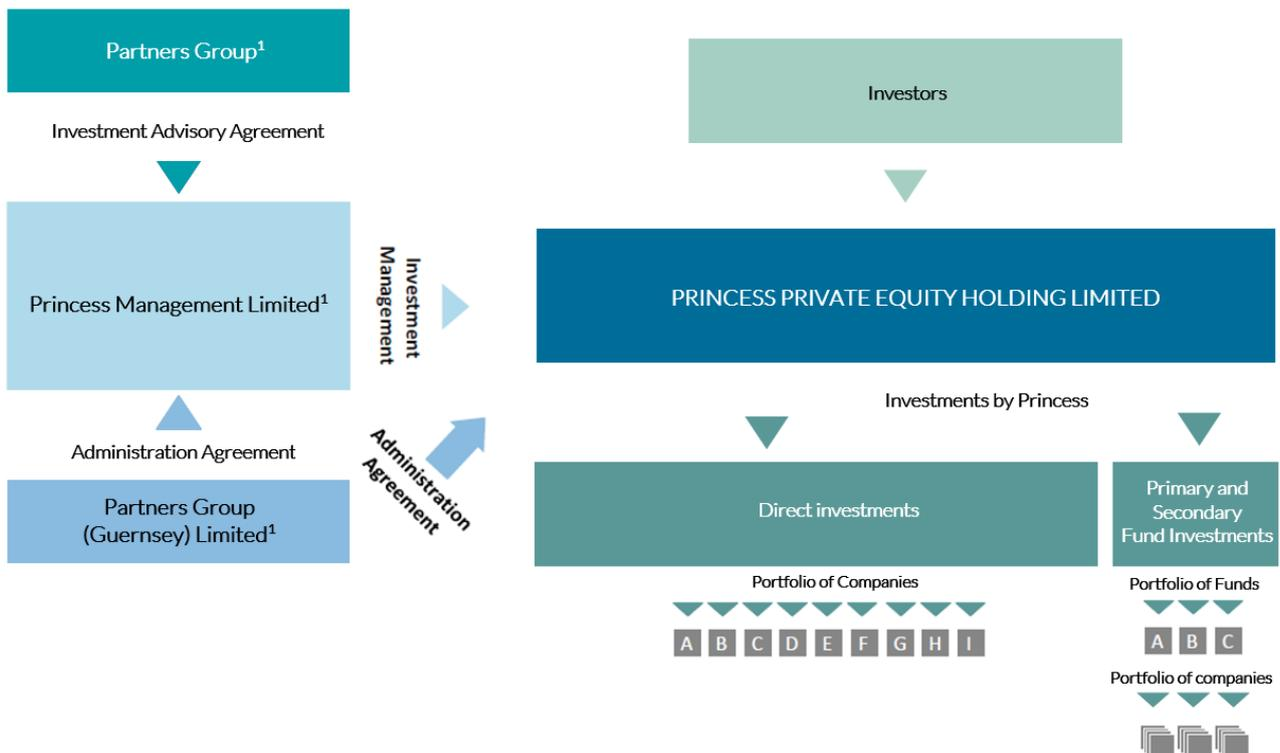 Partners Group¹
Investment Advisory Agreement
Princess Management Limited¹
Administration Agreement
Partners Group
(Guernsey) Limited¹
Investment
Management
Administration
Agreement
Investors
PRINCESS PRIVATE EQUITY HOLDING LIMITED
Investments by Princess
Direct investments
Portfolio of Companies
A B C D E F G H I
Primary and
Secondary
Fund Investments
Portfolio of Funds
A B C
Portfolio of companies